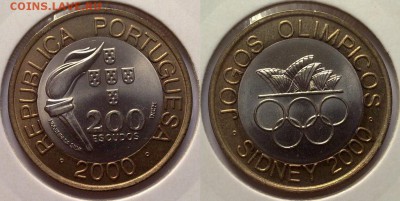 COINS.LAVE.RU
REPUBLICA PORTUGUESA
200
ESCUDOS
2000
JOGOS OLIMPICOS
SIDNEY 2000